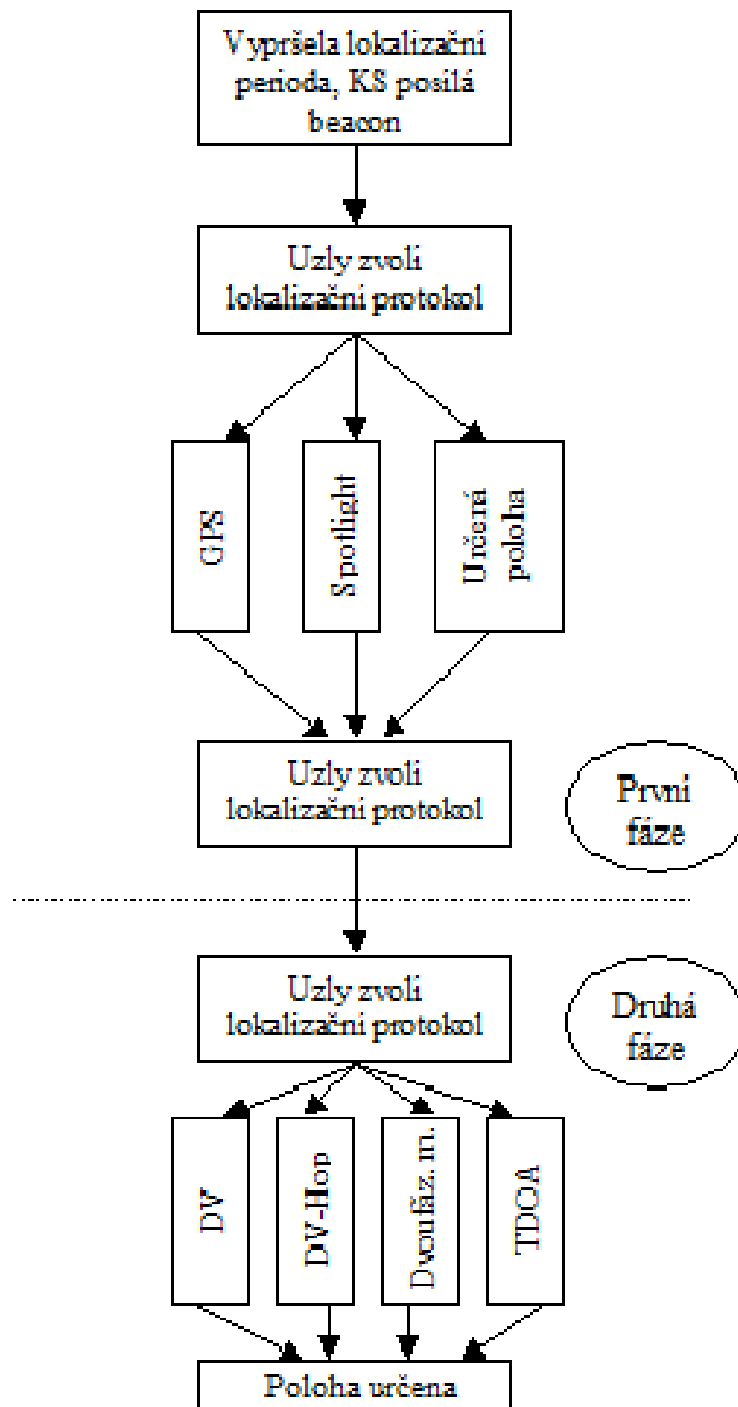 Vypršela lokalizační
perioda, KS posílá
beacon
Uzly zvolí
lokalizační protokol
GPS
Spotlight
Určená
poloha
Uzly zvolí
lokalizační protokol
První
fáze
Uzly zvolí
lokalizační protokol
Druhá
fáze
DV
DV-Hop
Dvoufáz. m.
TDOA
Poloha určena